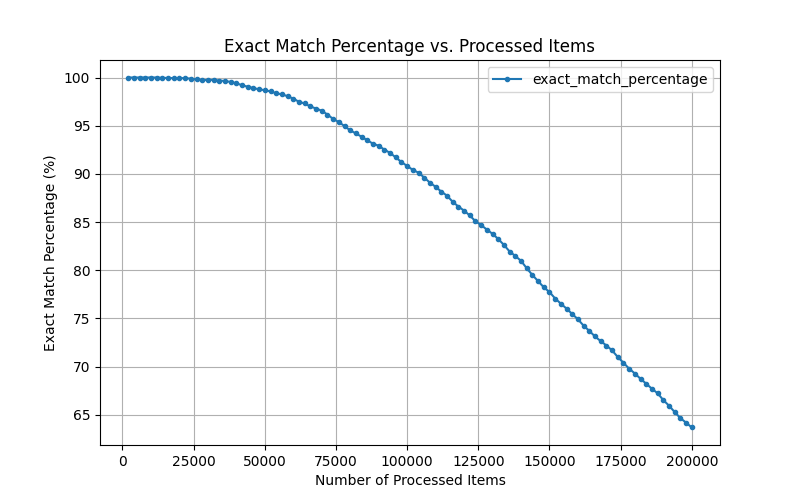 Exact Match Percentage vs. Processed Items
exact_match_percentage
Exact Match Percentage (%)
100
95
90
85
80
75
70
65
0 25000 50000 75000 100000 125000 150000 175000 200000
Number of Processed Items